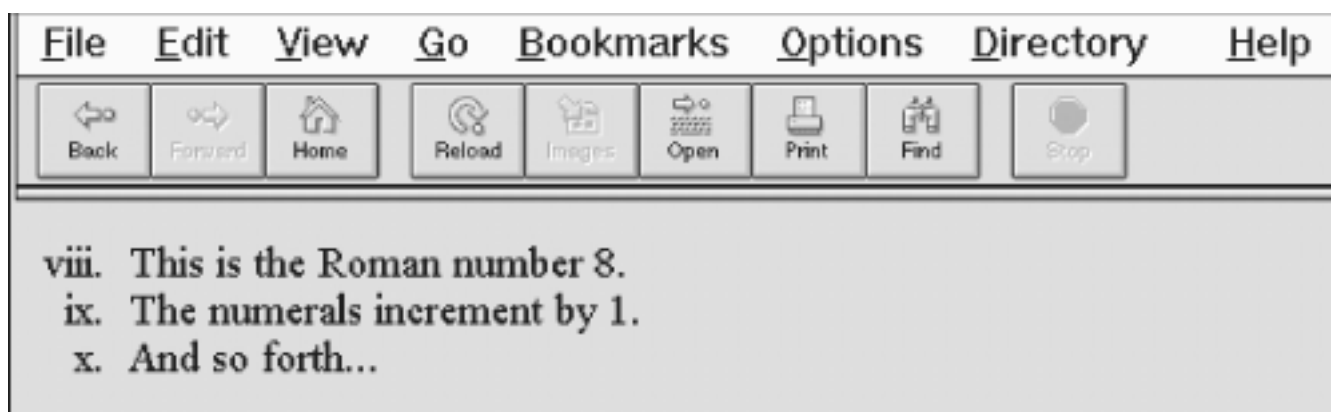 File Edit View Go Bookmarks Options Directory Help
Back Forward Home Reload Images Open Print Find Stop
viii. This is the Roman number 8.
ix. The numerals increment by 1.
x. And so forth...